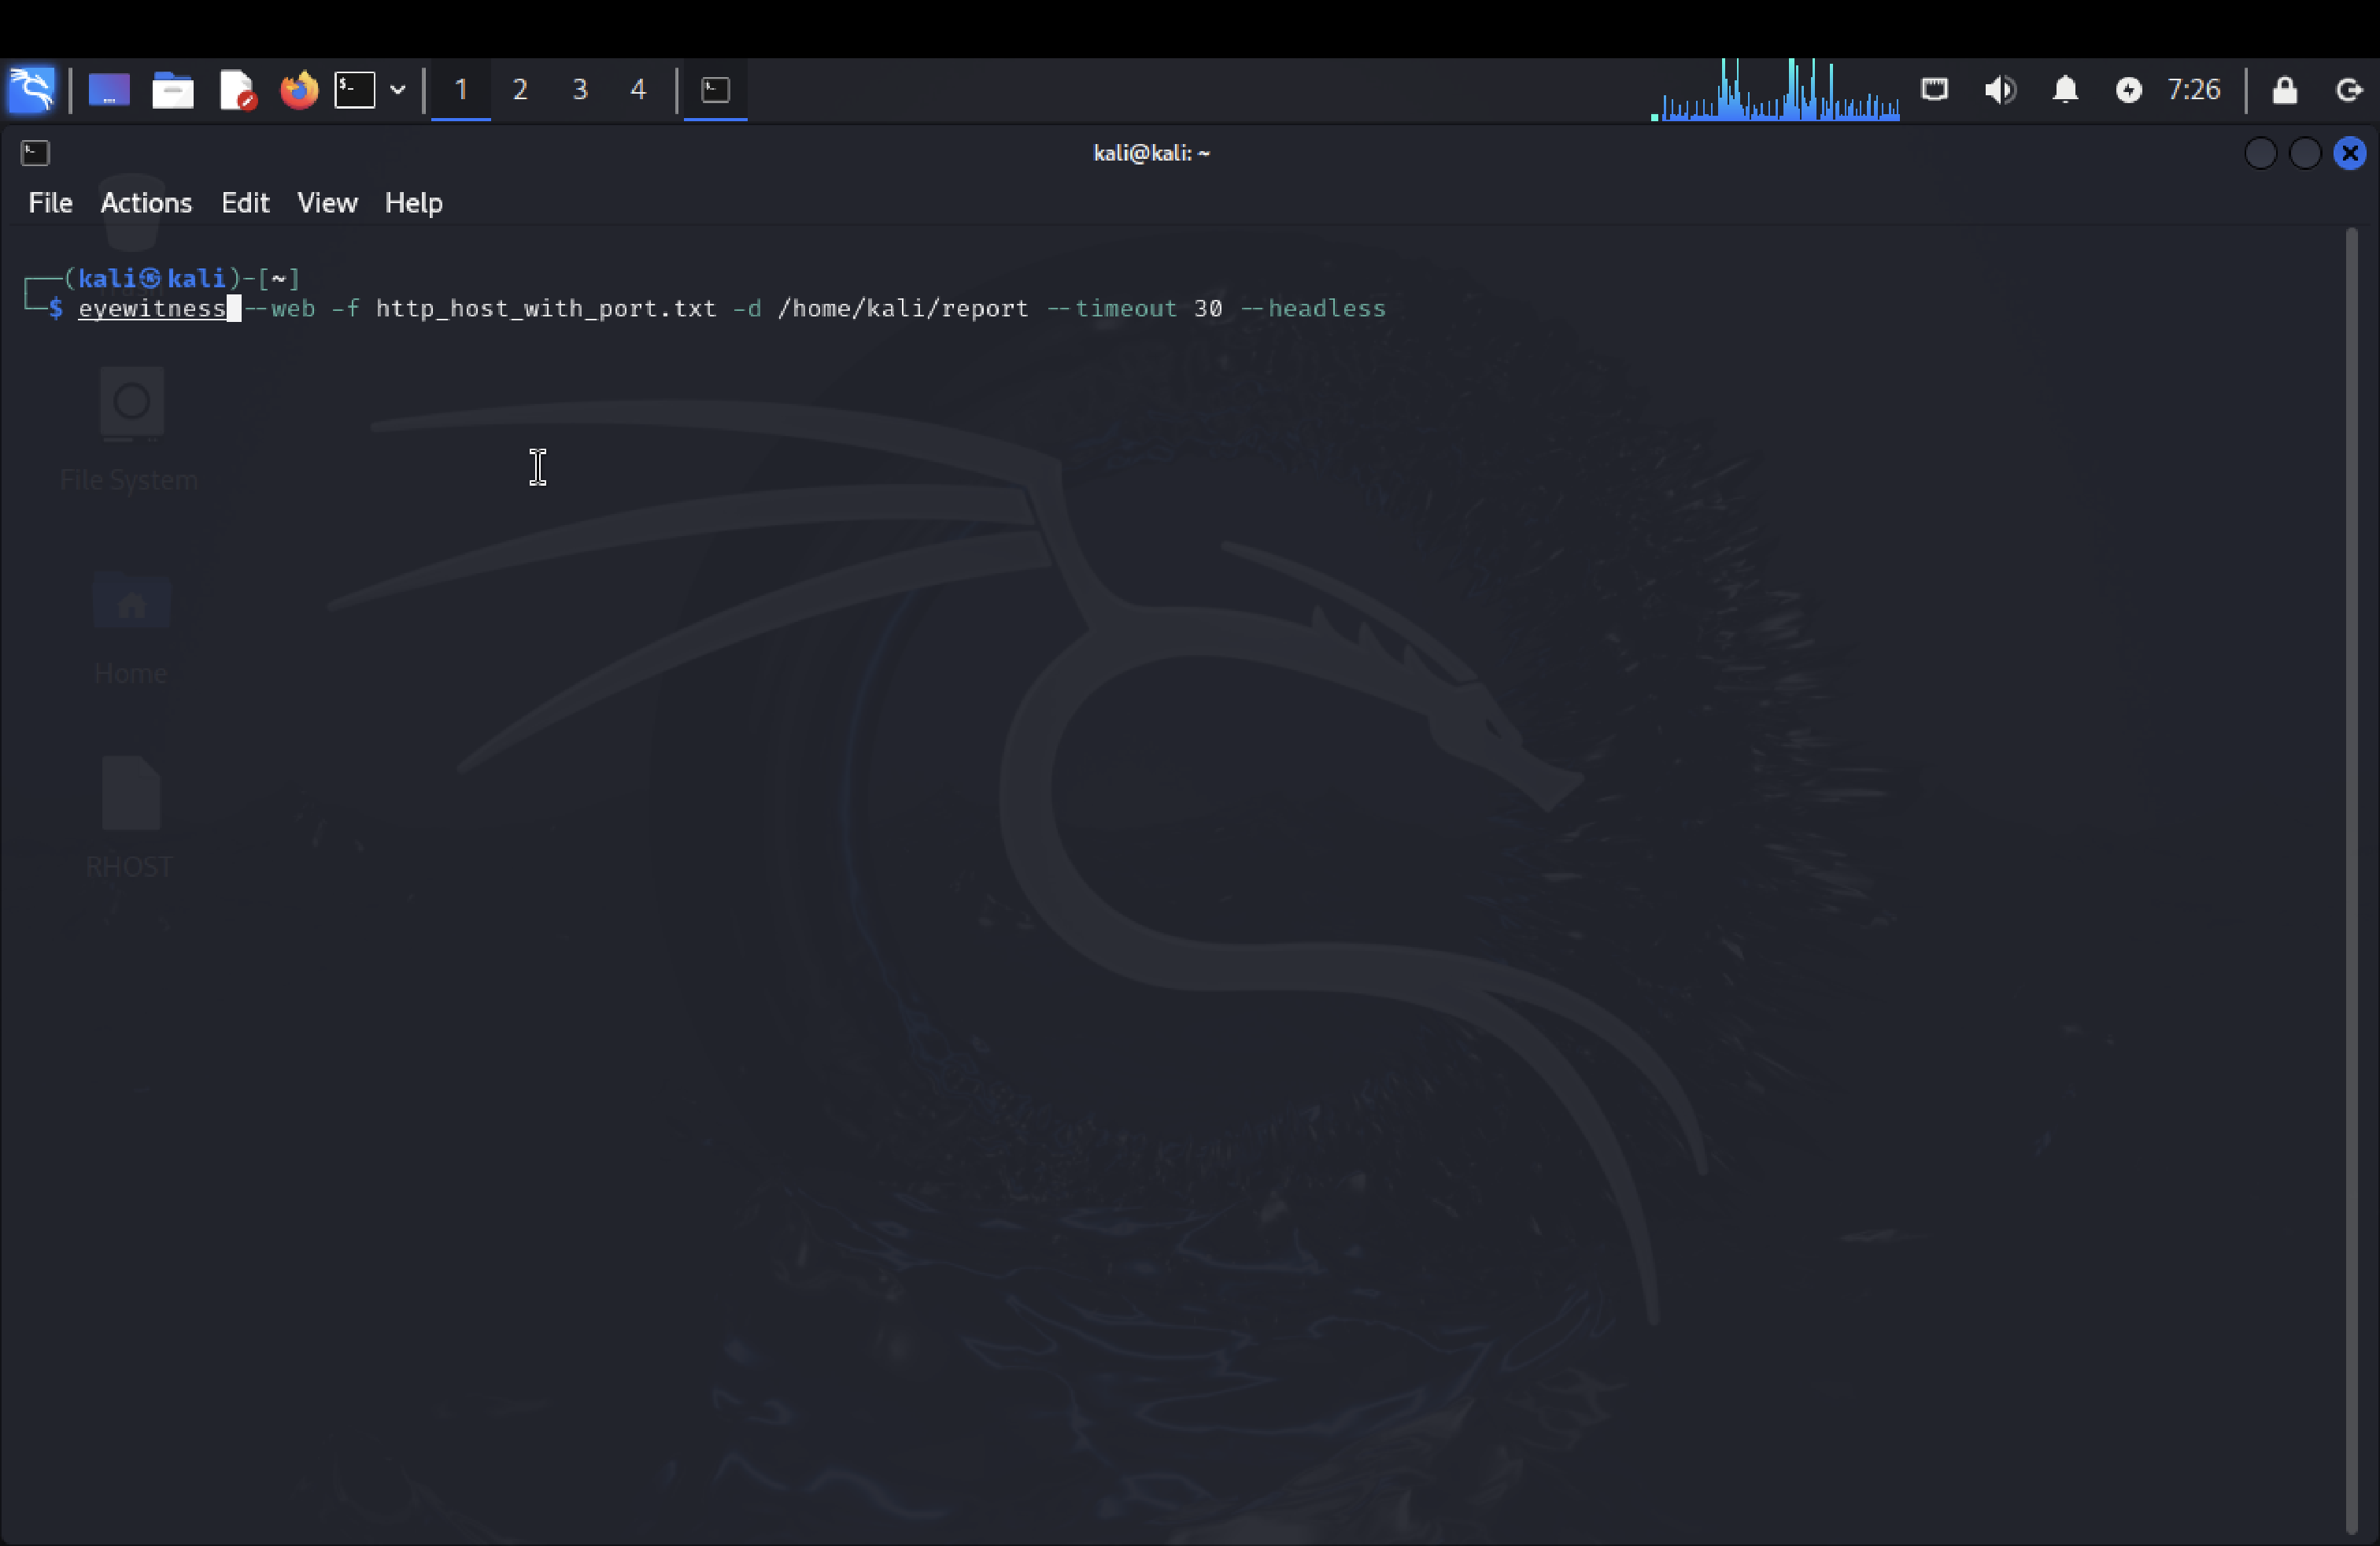 1 2 3 4 7:26
kali@kali: ~
File Actions Edit View Help
(kali㉿kali)-[~]
$ eyewitness --web -f http_host_with_port.txt -d /home/kali/report --timeout 30 --headless
File System
Home
RHOST